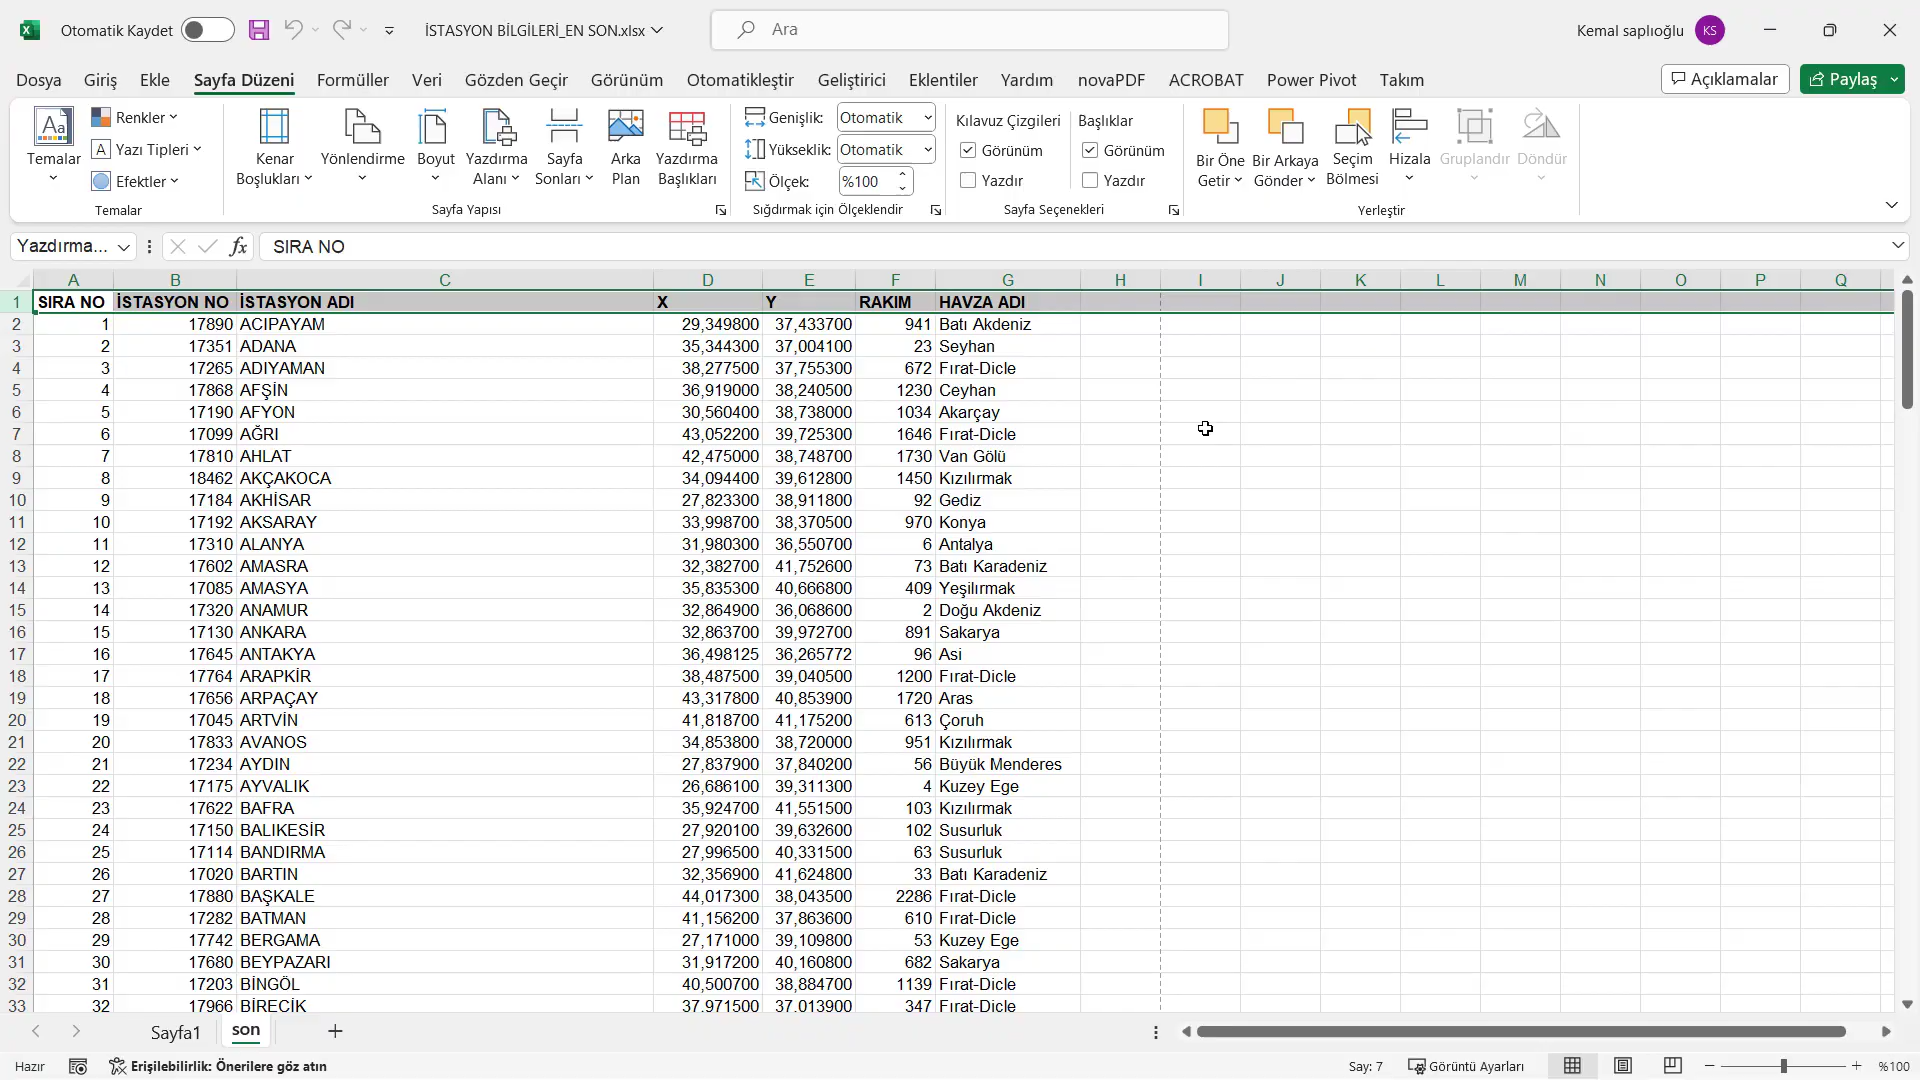 Otomatik Kaydet İSTASYON BİLGİLERİ_EN SON.xlsx Ara Kemal saplıoğlu KS
Dosya Giriş Ekle Sayfa Düzeni Formüller Veri Gözden Geçir Görünüm Otomatikleştir Geliştirici Eklentiler Yardım novaPDF ACROBAT Power Pivot Takım Açıklamalar Paylaş
Temalar
Renkler
Yazı Tipleri
Efektler
Temalar
Kenar Boşlukları
Yönlendirme
Boyut
Yazdırma Alanı
Sayfa Sonları
Arka Plan
Yazdırma Başlıkları
Sayfa Yapısı
Genişlik: Otomatik
Yükseklik: Otomatik
Ölçek: %100
Sığdırmak için Ölçeklendir
Kılavuz Çizgileri Başlıklar
Görünüm Görünüm
Yazdır Yazdır
Sayfa Seçenekleri
Bir Öne Getir
Bir Arkaya Gönder
Seçim Bölmesi
Hizala
Gruplandır
Döndür
Yerleştir
Yazdırma... fx SIRA NO
A B C D E F G H I J K L M N O P Q
1 SIRA NO İSTASYON NO İSTASYON ADI X Y RAKIM HAVZA ADI
2 1 17890 ACIPAYAM 29,349800 37,433700 941 Batı Akdeniz
3 2 17351 ADANA 35,344300 37,004100 23 Seyhan
4 3 17265 ADIYAMAN 38,277500 37,755300 672 Fırat-Dicle
5 4 17868 AFŞİN 36,919000 38,240500 1230 Ceyhan
6 5 17190 AFYON 30,560400 38,738000 1034 Akarçay
7 6 17099 AĞRI 43,052200 39,725300 1646 Fırat-Dicle
8 7 17810 AHLAT 42,475000 38,748700 1730 Van Gölü
9 8 18462 AKÇAKOCA 34,094400 39,612800 1450 Kızılırmak
10 9 17184 AKHİSAR 27,823300 38,911800 92 Gediz
11 10 17192 AKSARAY 33,998700 38,370500 970 Konya
12 11 17310 ALANYA 31,980300 36,550700 6 Antalya
13 12 17602 AMASRA 32,382700 41,752600 73 Batı Karadeniz
14 13 17085 AMASYA 35,835300 40,666800 409 Yeşilırmak
15 14 17320 ANAMUR 32,864900 36,068600 2 Doğu Akdeniz
16 15 17130 ANKARA 32,863700 39,972700 891 Sakarya
17 16 17645 ANTAKYA 36,498125 36,265772 96 Asi
18 17 17764 ARAPKİR 38,487500 39,040500 1200 Fırat-Dicle
19 18 17656 ARPAÇAY 43,317800 40,853900 1720 Aras
20 19 17045 ARTVİN 41,818700 41,175200 613 Çoruh
21 20 17833 AVANOS 34,853800 38,720000 951 Kızılırmak
22 21 17234 AYDIN 27,837900 37,840200 56 Büyük Menderes
23 22 17175 AYVALIK 26,686100 39,311300 4 Kuzey Ege
24 23 17622 BAFRA 35,924700 41,551500 103 Kızılırmak
25 24 17150 BALIKESİR 27,920100 39,632600 102 Susurluk
26 25 17114 BANDIRMA 27,996500 40,331500 63 Susurluk
27 26 17020 BARTIN 32,356900 41,624800 33 Batı Karadeniz
28 27 17880 BAŞKALE 44,017300 38,043500 2286 Fırat-Dicle
29 28 17282 BATMAN 41,156200 37,863600 610 Fırat-Dicle
30 29 17742 BERGAMA 27,171000 39,109800 53 Kuzey Ege
31 30 17680 BEYPAZARI 31,917200 40,160800 682 Sakarya
32 31 17203 BİNGÖL 40,500700 38,884700 1139 Fırat-Dicle
33 32 17966 BİRECİK 37,971500 37,013900 347 Fırat-Dicle
Sayfa1 son
Hazır Erişilebilirlik: Önerilere göz atın Say: 7 Görüntü Ayarları %100